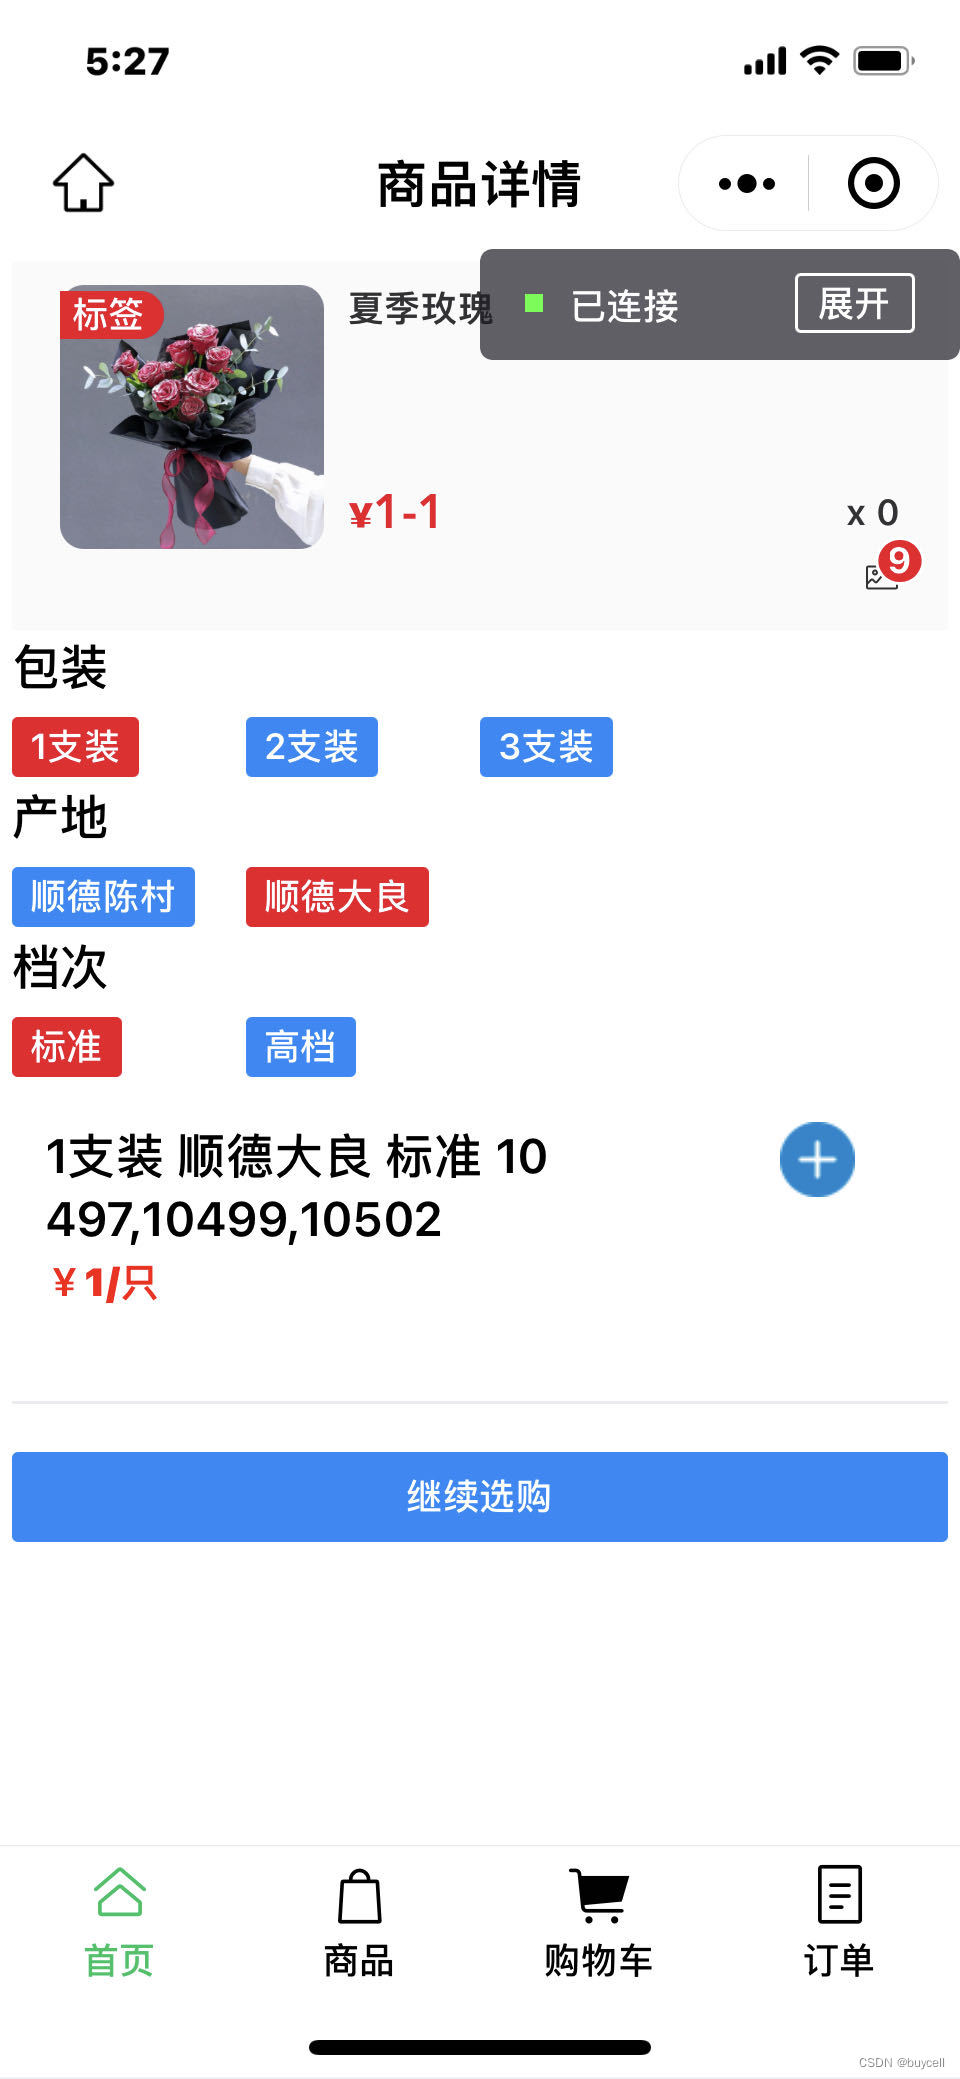 5:27
商品详情
标签
夏季玫瑰
已连接
展开
¥1-1
x 0
9
包装
1支装
2支装
3支装
产地
顺德陈村
顺德大良
档次
标准
高档
1支装 顺德大良 标准 10
497,10499,10502
¥1/只
继续选购
首页
商品
购物车
订单
CSDN @buycell